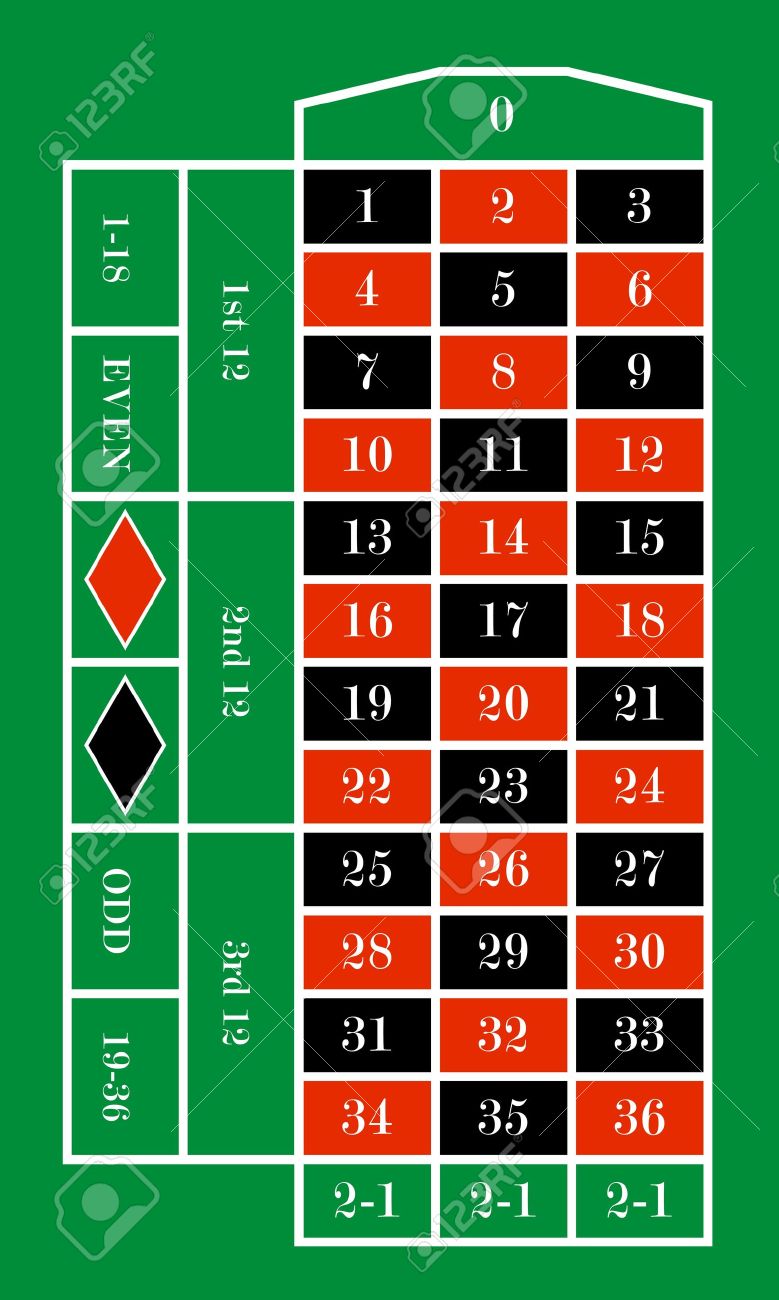 0
1 2 3
4 5 6
7 8 9
10 11 12
13 14 15
16 17 18
19 20 21
22 23 24
25 26 27
28 29 30
31 32 33
34 35 36
2-1 2-1 2-1
1st 12
2nd 12
3rd 12
1-18
EVEN
ODD
19-36
123RF
123RF
123RF
123RF
123RF
123RF